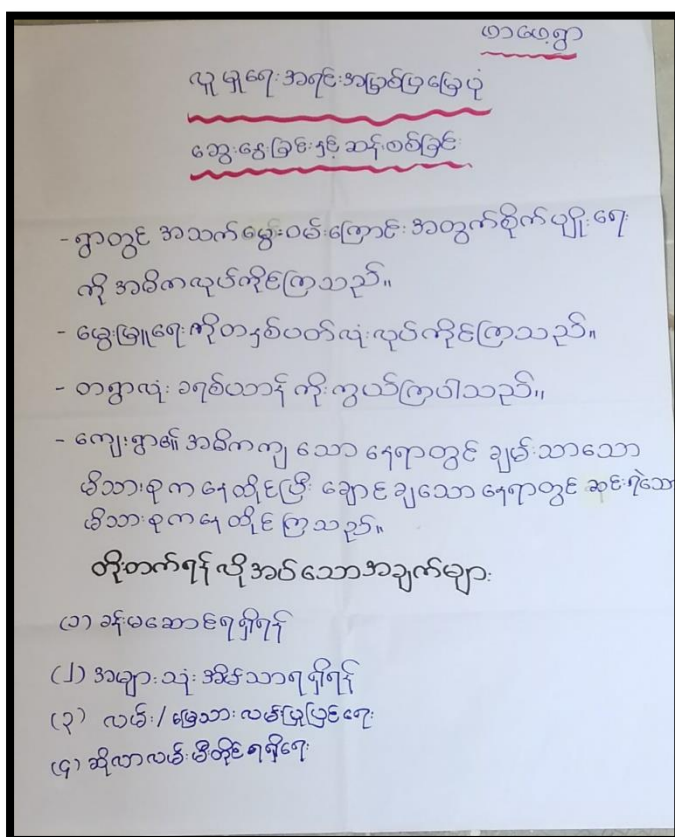 ဟာဖေ့ရွာ
လူမှုရေးအရင်းအမြစ်ပြမြေပုံ
ဆွေးနွေးခြင်းနှင့် ဆန်းစစ်ခြင်း
- ရွာတွင် အသက်မွေးဝမ်းကြောင်းအတွက်စိုက်ပျိုးရေး
ကို အဓိကလုပ်ကိုင်ကြသည်။
- မွေးမြူရေးကိုတနှစ်ပတ်လုံးလုပ်ကိုင်ကြသည်။
- တရွာလုံး ခရစ်ယာန် ကိုးကွယ်ကြပါသည်။
- ကျေးရွာ၏ အဓိကကျ သော နေရာတွင် ချမ်းသာသော
မိသားစုက နေထိုင်ပြီး ချောင်ချသော နေရာတွင် ဆင်းရဲသော
မိသားစုကနေ ထိုင်ကြသည်။
တိုးတက်ရန် လိုအပ်သောအချက်များ
(၁) ခန်းမဆောင်ရရှိရန်
(၂) အများသုံး အိမ်သာရရှိရန်
(၃) လမ်း/မြေသားလမ်းပြုပြင်ရေး
(၄) ဆိုလာလမ်းမီးတိုင်ရရှိရေး